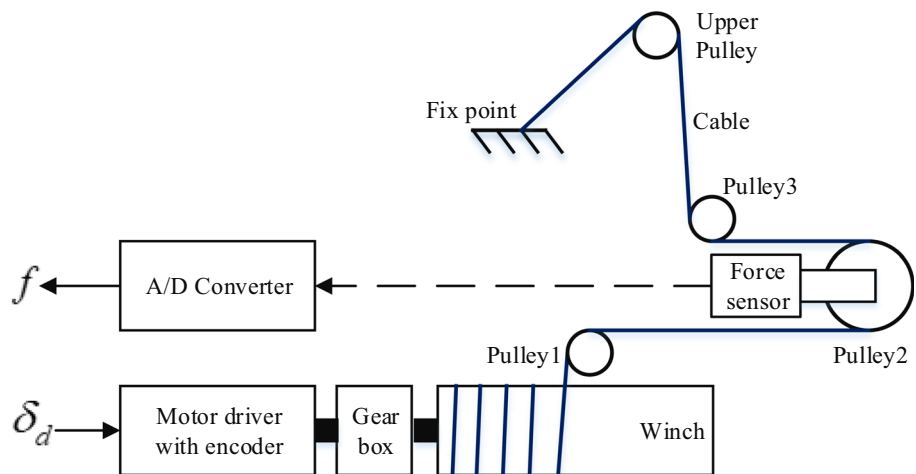 Upper
Pulley
Fix point
Cable
Pulley3
f
A/D Converter
Force
sensor
Pulley1
Pulley2
δd
Motor driver
with encoder
Gear
box
Winch